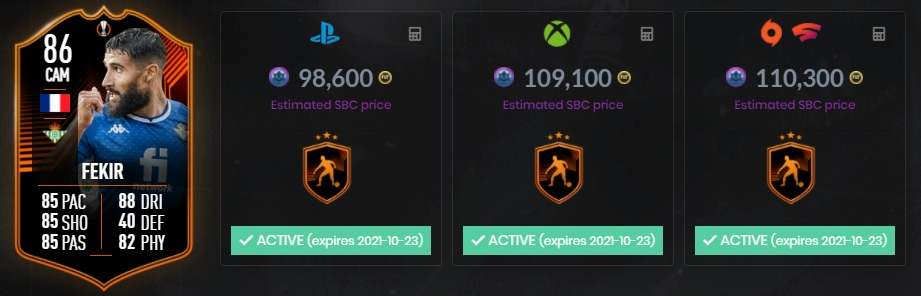 86
CAM
FEKIR
85 PAC 88 DRI
85 SHO 40 DEF
85 PAS 82 PHY
98,600
Estimated SBC price
ACTIVE (expires 2021-10-23)
109,100
Estimated SBC price
ACTIVE (expires 2021-10-23)
110,300
Estimated SBC price
ACTIVE (expires 2021-10-23)
fi
network